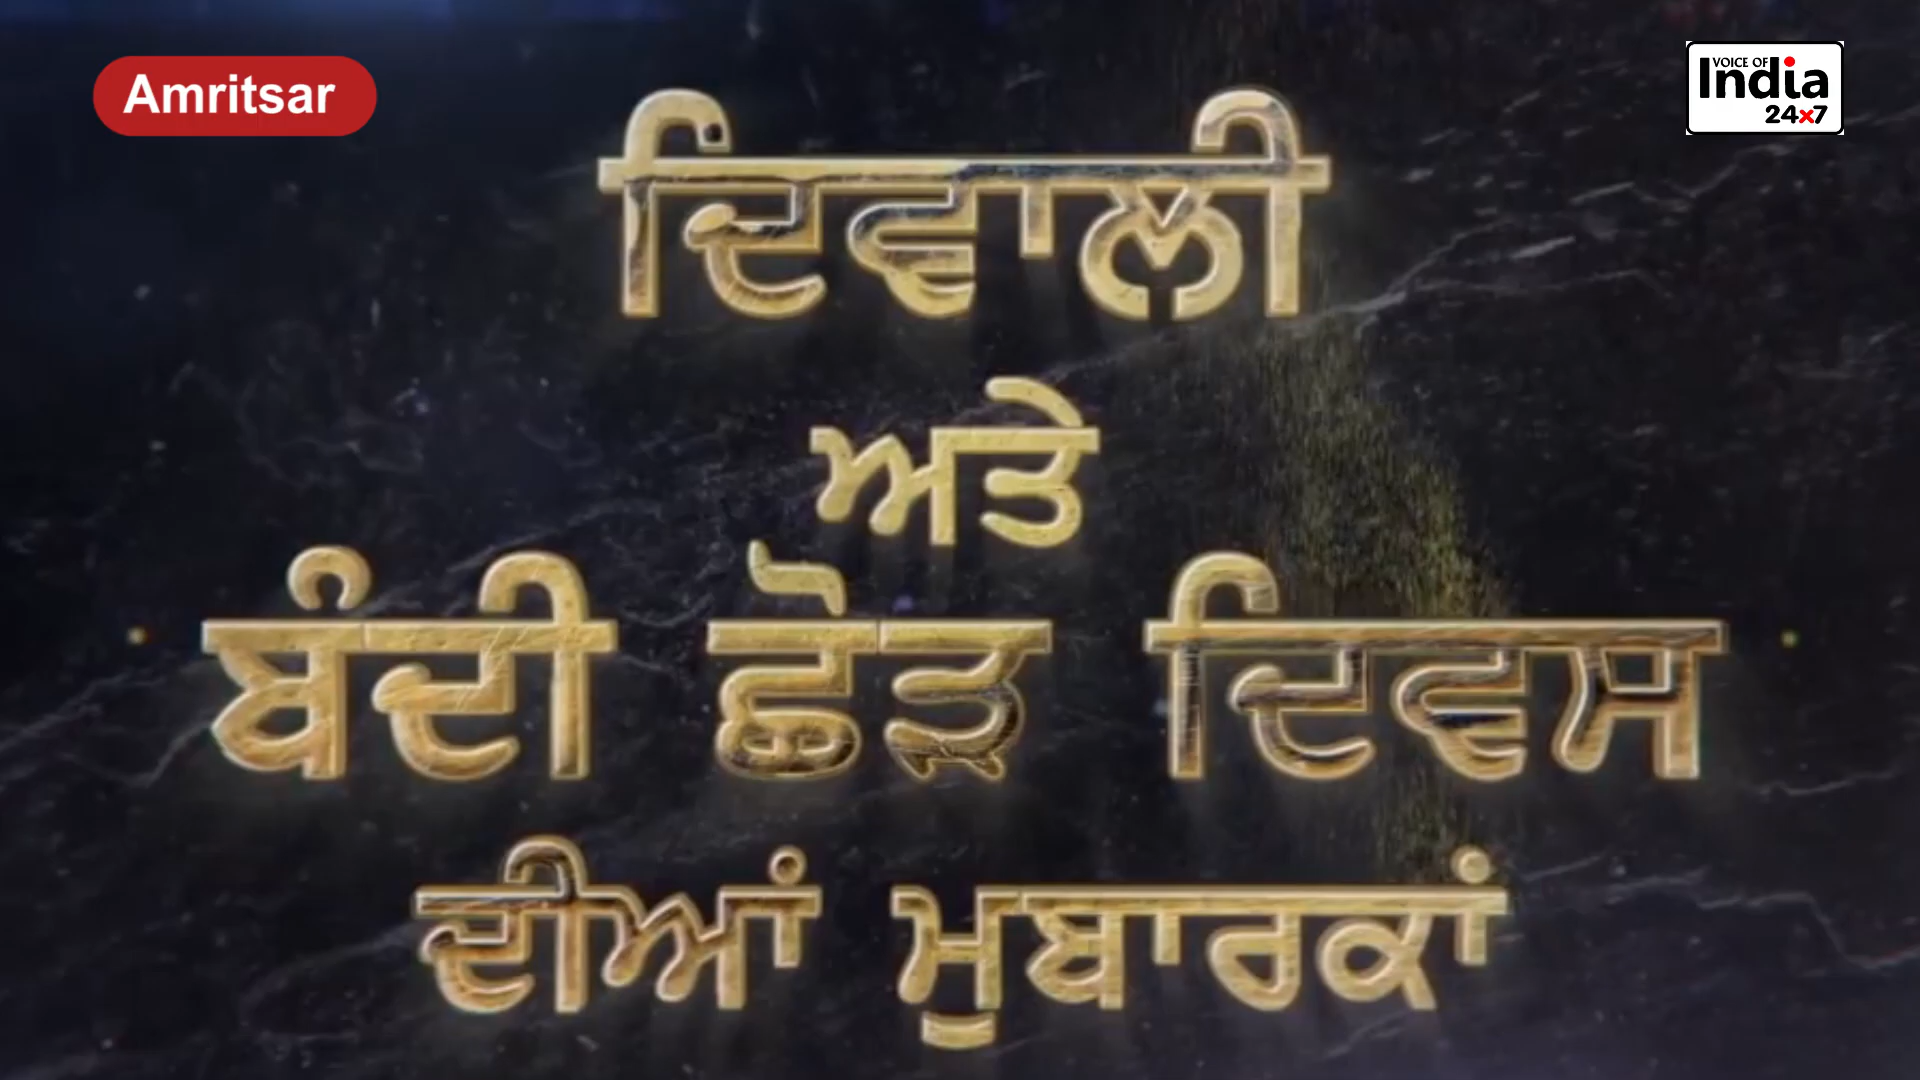 Amritsar
VOICE OF
India
24x7
ਦਿਵਾਲੀ
ਅਤੇ
ਬੰਦੀ ਛੋੜ ਦਿਵਸ
ਦੀਆਂ ਮੁਬਾਰਕਾਂ